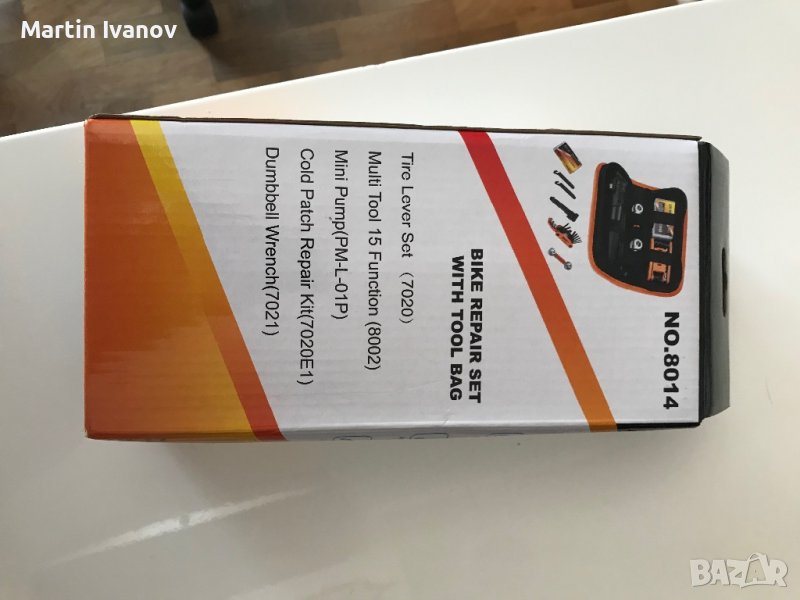 Martin Ivanov
NO.8014
BIKE REPAIR SET
WITH TOOL BAG
Tire Lever Set （7020）
Multi Tool 15 Function (8002)
Mini Pump(PM-L-01P)
Cold Patch Repair Kit(7020E1)
Dumbbell Wrench(7021)
BAZAR